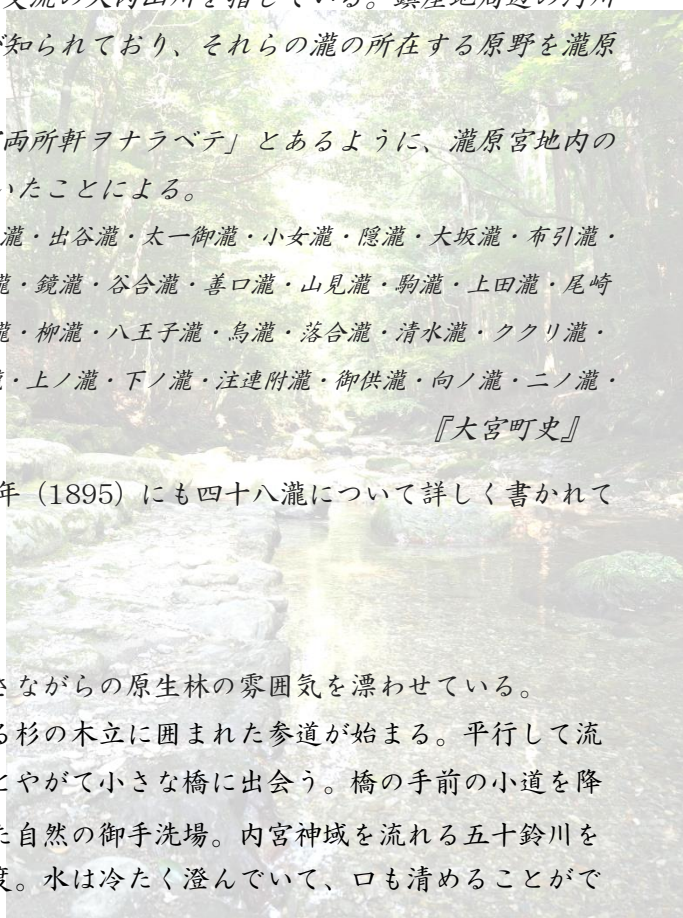 交流の大内山川を指している。鎮座地周辺の河川
が知られており、それらの瀧の所在する原野を瀧原
「両所軒ヲナラベテ」とあるように、瀧原宮地内の
いたことによる。
瀧・出谷瀧・太一御瀧・小女瀧・隠瀧・大坂瀧・布引瀧・
瀧・鏡瀧・谷合瀧・善口瀧・山見瀧・駒瀧・上田瀧・尾崎
瀧・柳瀧・八王子瀧・烏瀧・落合瀧・清水瀧・ククリ瀧・
・上ノ瀧・下ノ瀧・注連附瀧・御供瀧・向ノ瀧・二ノ瀧・
『大宮町史』
年（1895）にも四十八瀧について詳しく書かれて
さながらの原生林の雰囲気を漂わせている。
る杉の木立に囲まれた参道が始まる。平行して流
とやがて小さな橋に出会う。橋の手前の小道を降
た自然の御手洗場。内宮神域を流れる五十鈴川を
度。水は冷たく澄んでいて、口も清めることがで